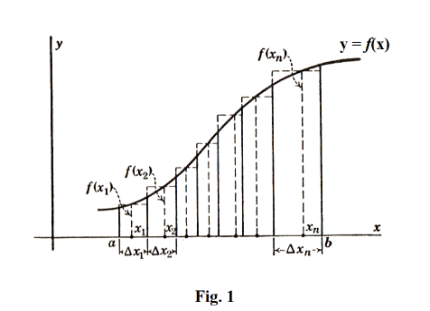 y
y = f(x)
f(xₙ)
f(x₂)
f(x₁)
x₁
x₂
xₙ
x
a
Δx₁
Δx₂
Δxₙ
b
Fig. 1